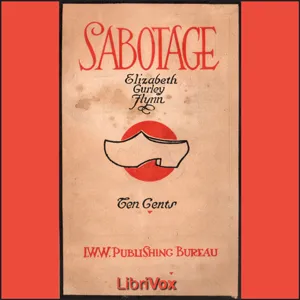 SABOTAGE
Elizabeth
Gurley
Flynn
Ten Cents
I.W.W. PUBLISHING BUREAU
LibriVox